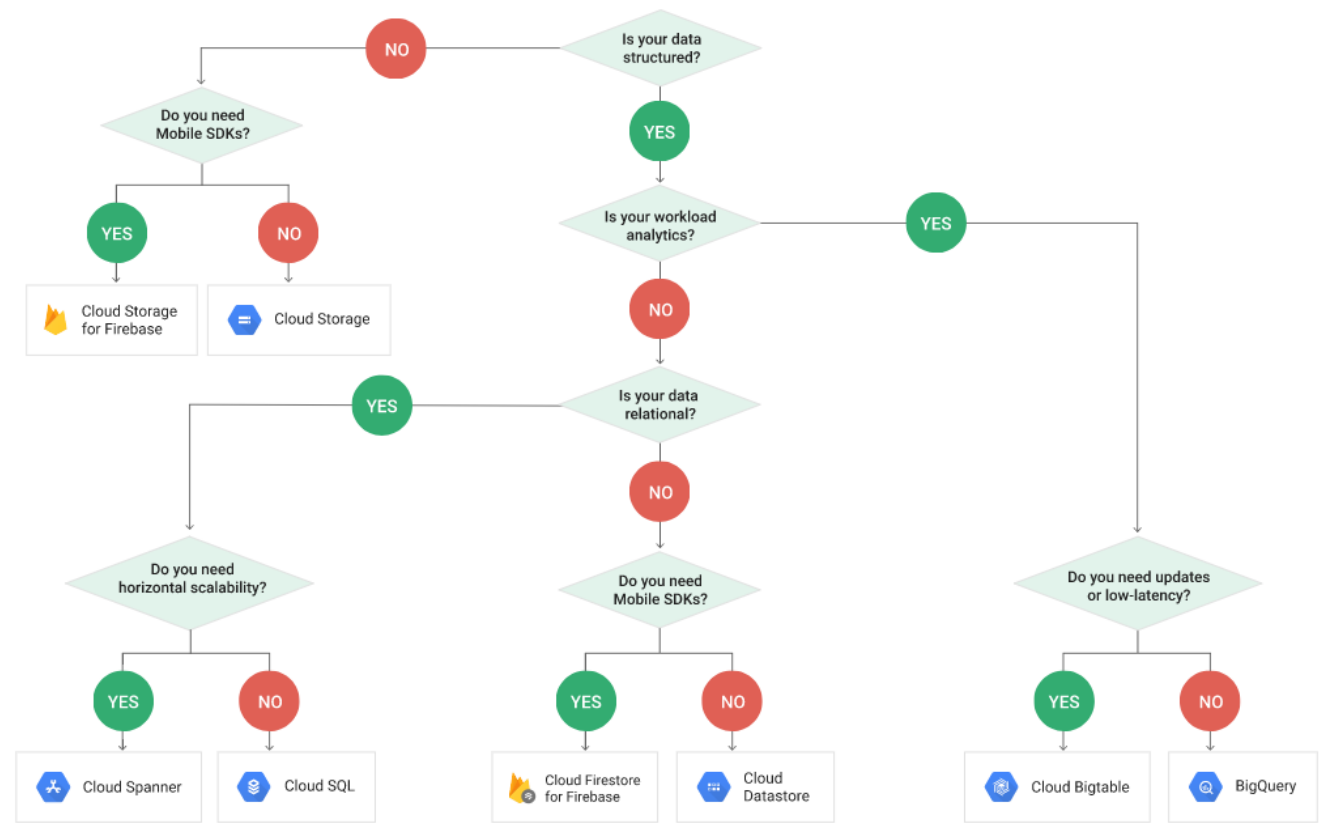 Is your data
structured?
NO
Do you need
Mobile SDKs?
YES
YES
NO
Cloud Storage
for Firebase
Cloud Storage
Is your workload
analytics?
YES
NO
Is your data
relational?
YES
NO
Do you need
horizontal scalability?
Do you need
Mobile SDKs?
Do you need updates
or low-latency?
YES
NO
YES
NO
YES
NO
Cloud Spanner
Cloud SQL
Cloud Firestore
for Firebase
Cloud
Datastore
Cloud Bigtable
BigQuery